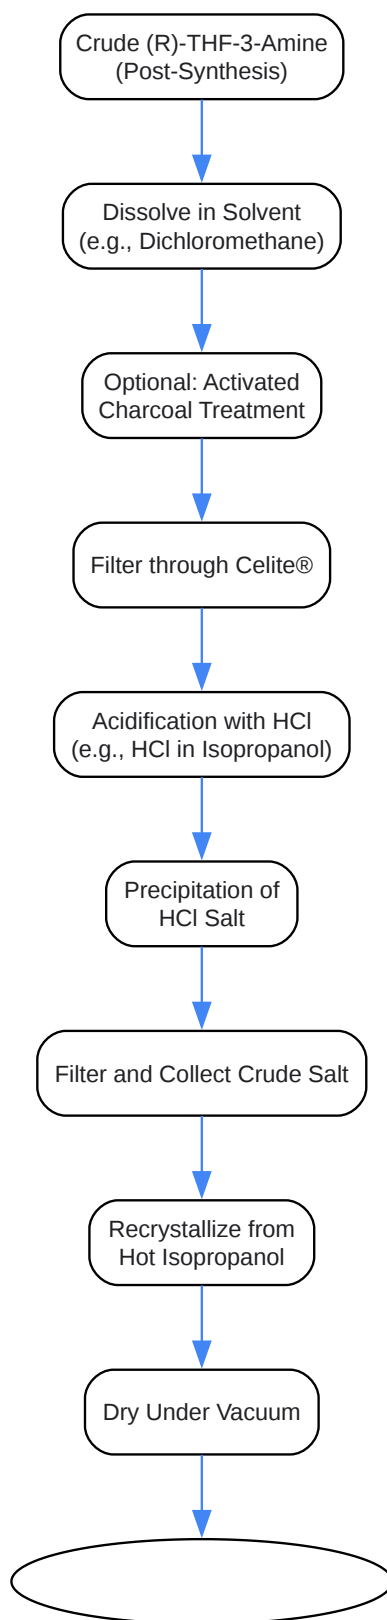 Crude (R)-THF-3-Amine
(Post-Synthesis)
Dissolve in Solvent
(e.g., Dichloromethane)
Optional: Activated
Charcoal Treatment
Filter through Celite®
Acidification with HCl
(e.g., HCl in Isopropanol)
Precipitation of
HCl Salt
Filter and Collect Crude Salt
Recrystallize from
Hot Isopropanol
Dry Under Vacuum